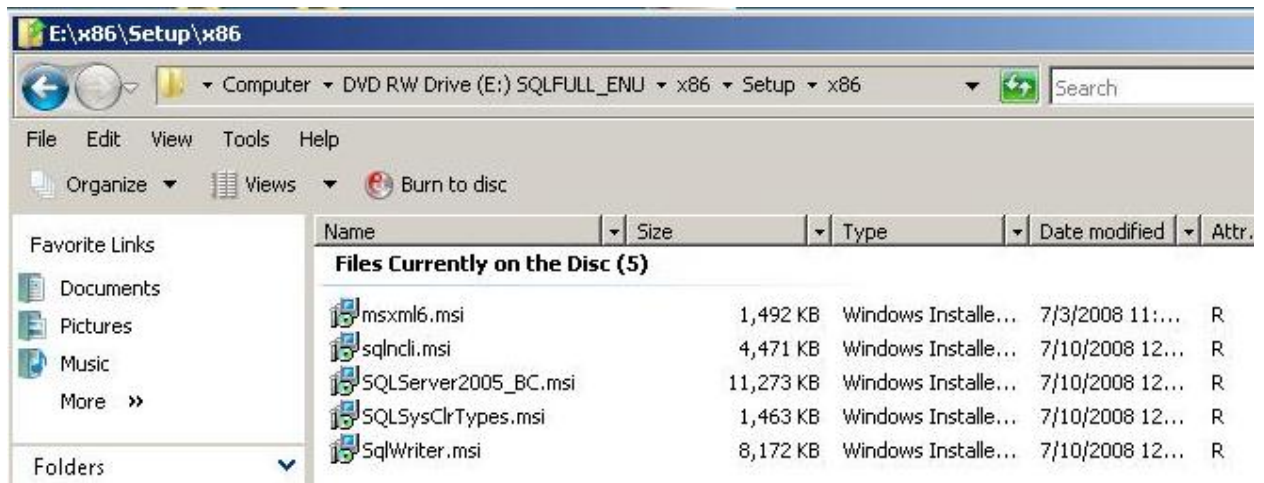 E:\x86\Setup\x86
Computer DVD RW Drive (E:) SQLFULL_ENU x86 Setup x86 Search
File Edit View Tools Help
Organize Views Burn to disc
Favorite Links
Documents
Pictures
Music
More »
Folders
Name Size Type Date modified Attr.
Files Currently on the Disc (5)
msxml6.msi 1,492 KB Windows Installe... 7/3/2008 11:... R
sqlncli.msi 4,471 KB Windows Installe... 7/10/2008 12... R
SQLServer2005_BC.msi 11,273 KB Windows Installe... 7/10/2008 12... R
SQLSysClrTypes.msi 1,463 KB Windows Installe... 7/10/2008 12... R
SqlWriter.msi 8,172 KB Windows Installe... 7/10/2008 12... R